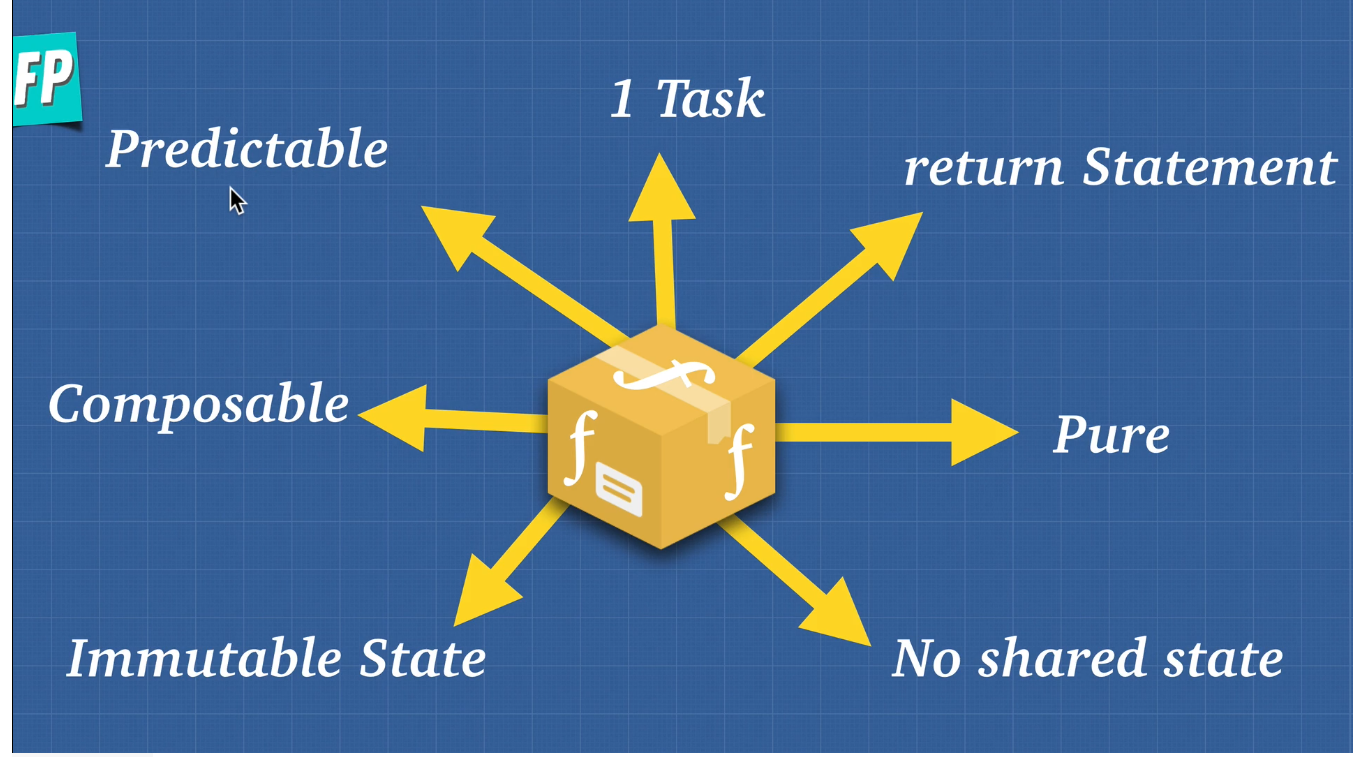 FP
1 Task
Predictable
return Statement
Composable
Pure
Immutable State
No shared state
f
f
f